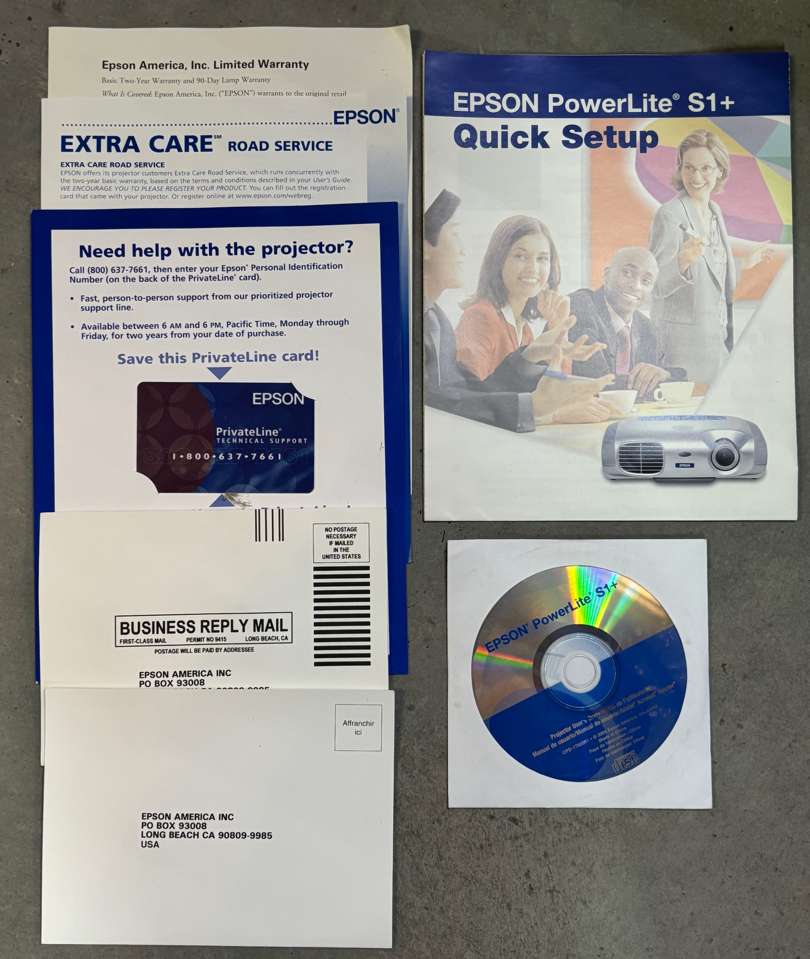 Epson America, Inc. Limited Warranty
Basic Two-Year Warranty and 90-Day Lamp Warranty
What Is Covered: Epson America, Inc. ("EPSON") warrants to the original retail
EPSON®
EXTRA CARE℠ ROAD SERVICE
EXTRA CARE ROAD SERVICE
EPSON offers its projector customers Extra Care Road Service, which runs concurrently with
the two-year basic warranty, based on the terms and conditions described in your User's Guide
WE ENCOURAGE YOU TO PLEASE REGISTER YOUR PRODUCT. You can fill out the registration
card that came with your projector. Or register online at www.epson.com/webreg.
Need help with the projector?
Call (800) 637-7661, then enter your Epson® Personal Identification
Number (on the back of the PrivateLine® card).
• Fast, person-to-person support from our prioritized projector
support line.
• Available between 6 AM and 6 PM, Pacific Time, Monday through
Friday, for two years from your date of purchase.
Save this PrivateLine card!
EPSON
PrivateLine®
TECHNICAL SUPPORT
1•800•637•7661
NO POSTAGE
NECESSARY
IF MAILED
IN THE
UNITED STATES
BUSINESS REPLY MAIL
FIRST-CLASS MAIL PERMIT NO 9415 LONG BEACH, CA
POSTAGE WILL BE PAID BY ADDRESSEE
EPSON AMERICA INC
PO BOX 93008
Affranchir
ici
EPSON AMERICA INC
PO BOX 93008
LONG BEACH CA 90809-9985
USA
EPSON PowerLite® S1+
Quick Setup
EPSON
EPSON® PowerLite® S1+
Projector User's
Manual de usuario/Manual do usuário